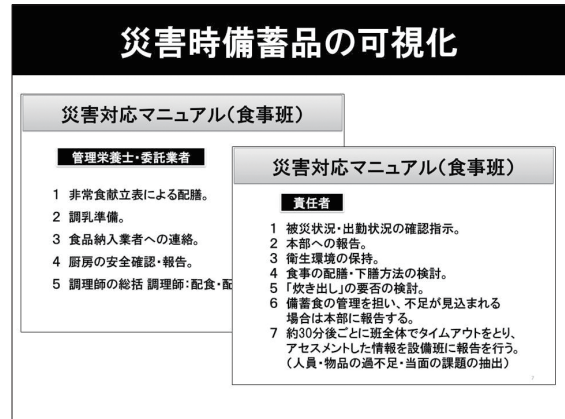 災害時備蓄品の可視化
災害対応マニュアル(食事班)
管理栄養士・委託業者
1 非常食献立表による配膳。
2 調乳準備。
3 食品納入業者への連絡。
4 厨房の安全確認・報告。
5 調理師の総括 調理師:配食・配
災害対応マニュアル(食事班)
責任者
1 被災状況・出勤状況の確認指示。
2 本部への報告。
3 衛生環境の保持。
4 食事の配膳・下膳方法の検討。
5 「炊き出し」の要否の検討。
6 備蓄食の管理を担い、不足が見込まれる
場合は本部に報告する。
7 約30分後ごとに班全体でタイムアウトをとり、
アセスメントした情報を設備班に報告を行う。
(人員・物品の過不足・当面の課題の抽出)